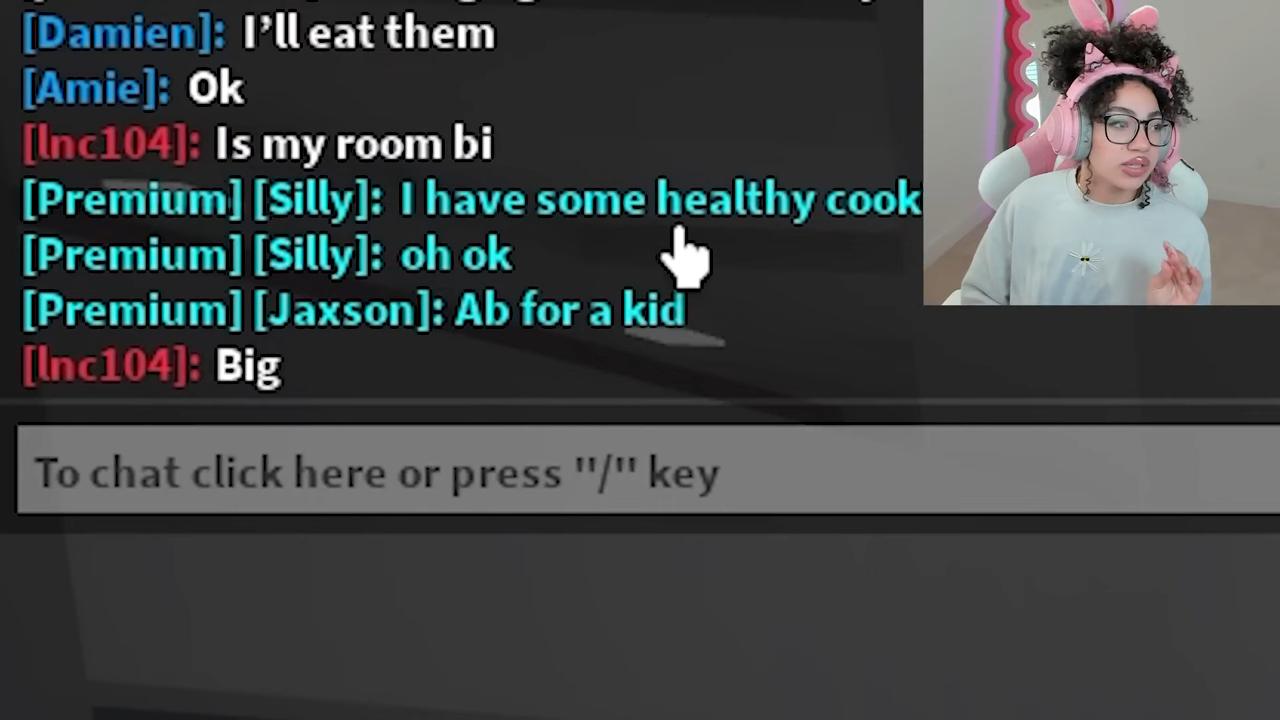 [Damien]: I’ll eat them
[Amie]: Ok
[lnc104]: Is my room bi
[Premium] [Silly]: I have some healthy cook
[Premium] [Silly]: oh ok
[Premium] [Jaxson]: Ab for a kid
[lnc104]: Big
To chat click here or press "/" key